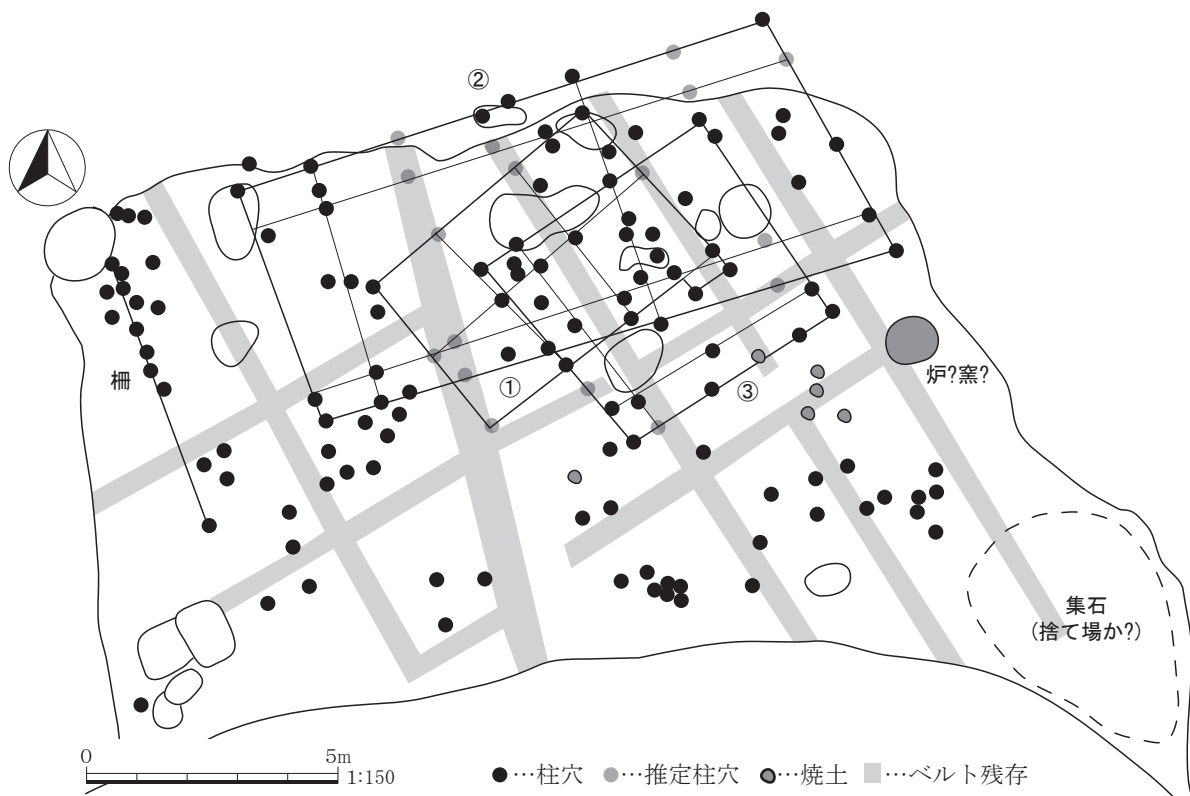 ②
柵
①
③
炉?窯?
集石
(捨て場か?)
0 5m
1:150
…柱穴 …推定柱穴 …焼土 …ベルト残存